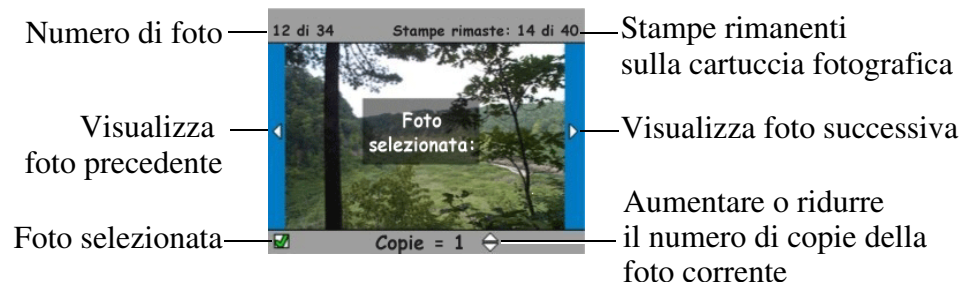 Numero di foto
12 di 34
Stampe rimaste: 14 di 40
Stampe rimanenti
sulla cartuccia fotografica
Visualizza
foto precedente
Foto
selezionata:
Visualizza foto successiva
Foto selezionata
Copie = 1
Aumentare o ridurre
il numero di copie della
foto corrente